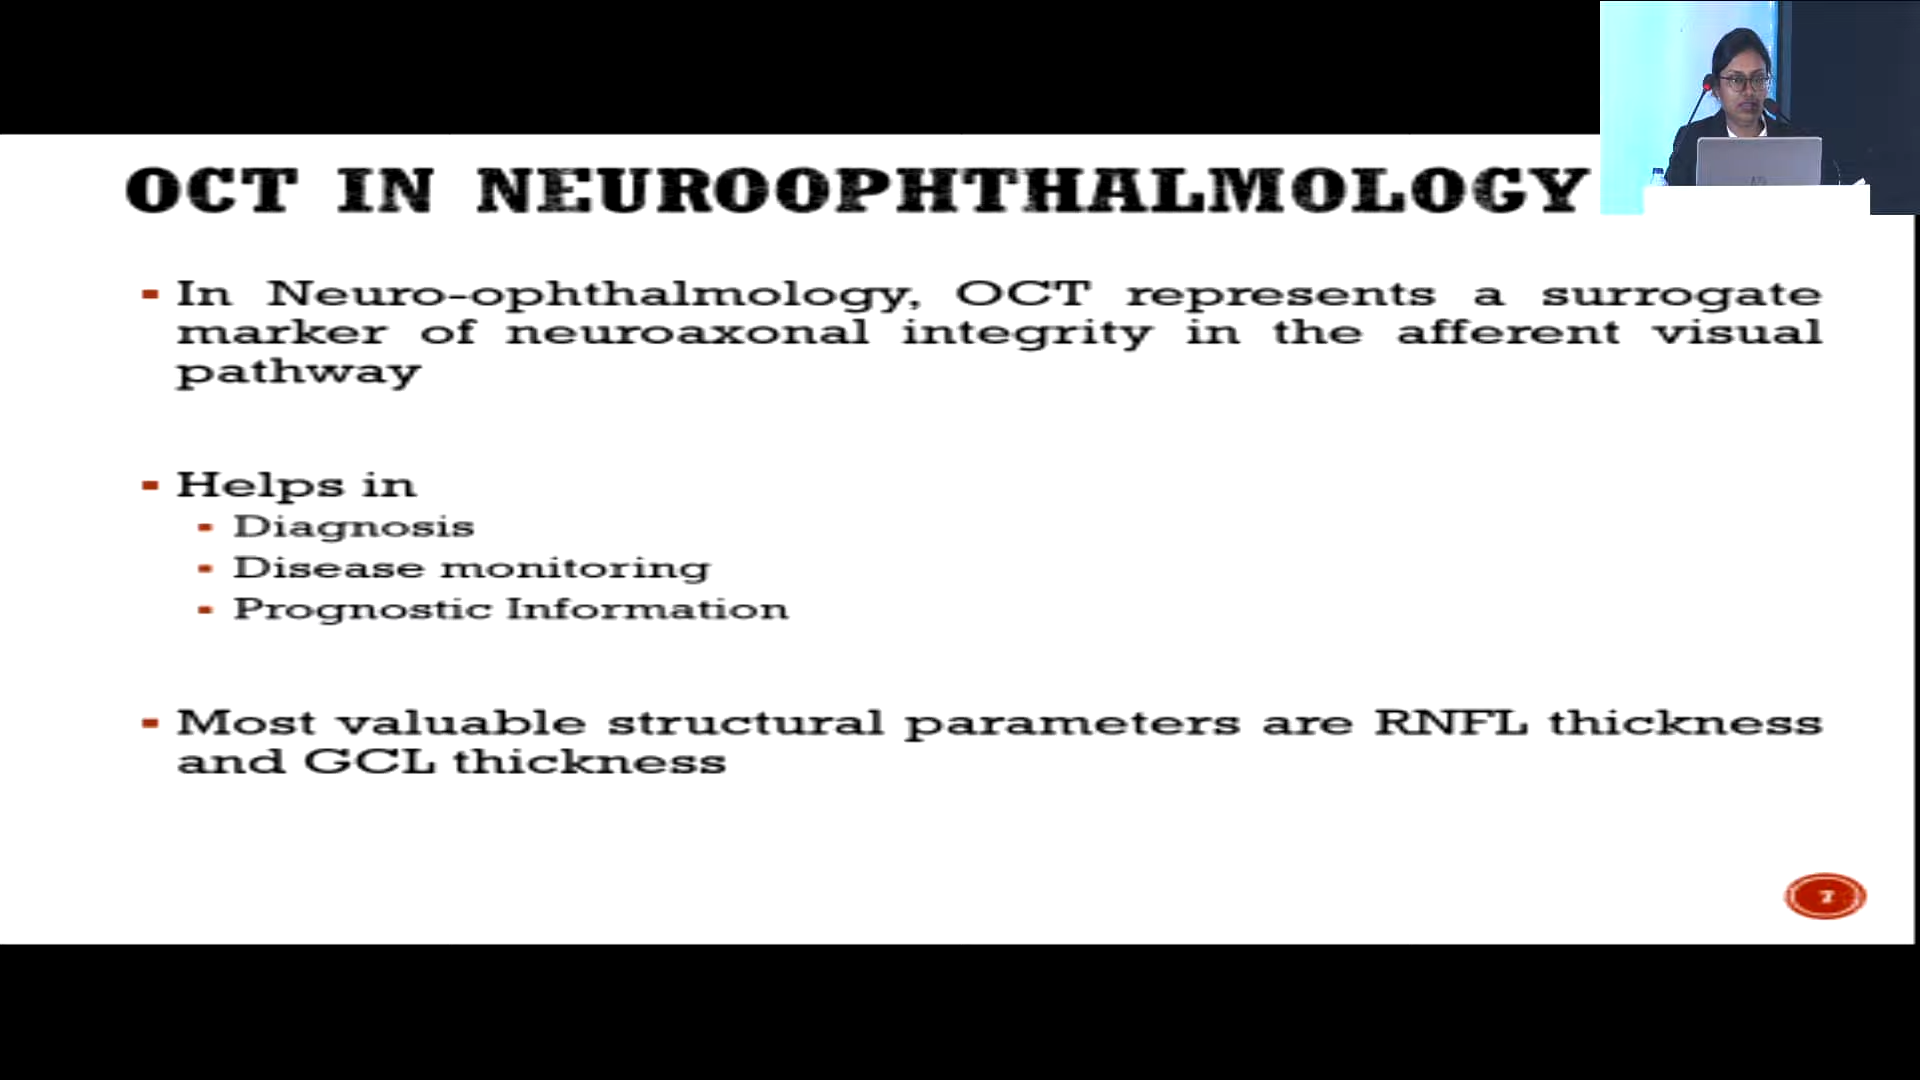 OCT IN NEUROOPHTHALMOLOGY
In Neuro-ophthalmology, OCT represents a surrogate
marker of neuroaxonal integrity in the afferent visual
pathway
Helps in
Diagnosis
Disease monitoring
Prognostic Information
Most valuable structural parameters are RNFL thickness
and GCL thickness
7